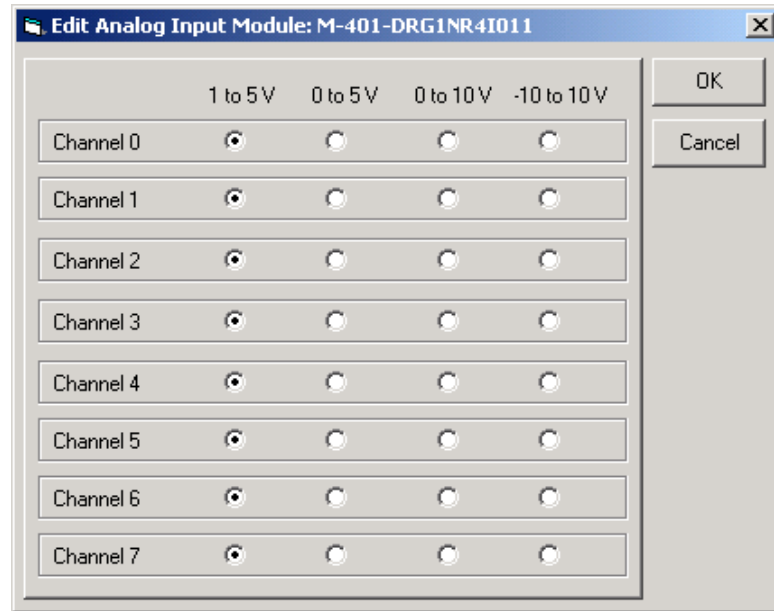 Edit Analog Input Module: M-401-DRG1NR4I011
1 to 5 V 0 to 5 V 0 to 10 V -10 to 10 V
OK
Channel 0
Cancel
Channel 1
Channel 2
Channel 3
Channel 4
Channel 5
Channel 6
Channel 7